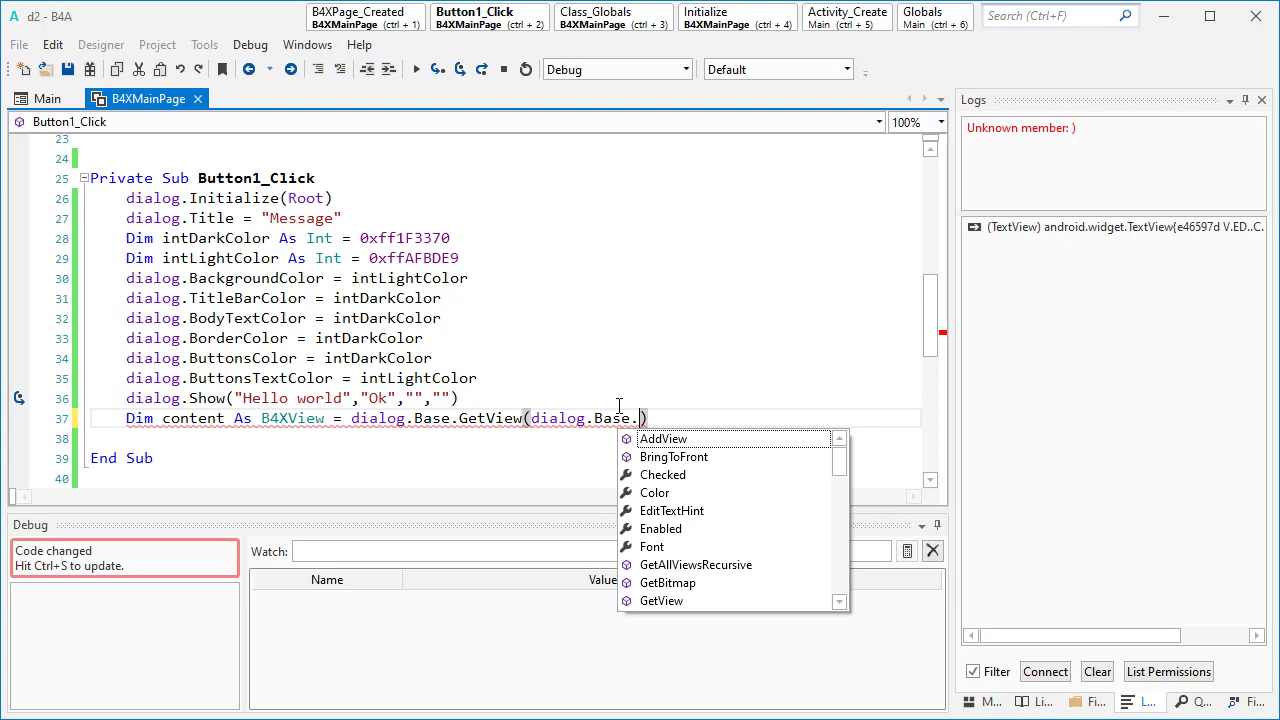 d2 - B4A
B4XPage_Created
B4XMainPage (ctrl + 1)
Button1_Click
B4XMainPage (ctrl + 2)
Class_Globals
B4XMainPage (ctrl + 3)
Initialize
B4XMainPage (ctrl + 4)
Activity_Create
Main (ctrl + 5)
Globals
Main (ctrl + 6)
Search (Ctrl+F)
File Edit Designer Project Tools Debug Windows Help
Debug
Default
Main
B4XMainPage
Button1_Click
100%
23
24
25 Private Sub Button1_Click
26 dialog.Initialize(Root)
27 dialog.Title = "Message"
28 Dim intDarkColor As Int = 0xff1F3370
29 Dim intLightColor As Int = 0xffAFBDE9
30 dialog.BackgroundColor = intLightColor
31 dialog.TitleBarColor = intDarkColor
32 dialog.BodyTextColor = intDarkColor
33 dialog.BorderColor = intDarkColor
34 dialog.ButtonsColor = intDarkColor
35 dialog.ButtonsTextColor = intLightColor
36 dialog.Show("Hello world","Ok","","")
37 Dim content As B4XView = dialog.Base.GetView(dialog.Base.)
38
39 End Sub
40
AddView
BringToFront
Checked
Color
EditTextHint
Enabled
Font
GetAllViewsRecursive
GetBitmap
GetView
Debug
Code changed
Hit Ctrl+S to update.
Watch:
Name
Value
Logs
Unknown member: )
(TextView) android.widget.TextView{e46597d V.ED..C.
Filter
Connect
Clear
List Permissions
M...
Li...
Fi...
L...
Q...
Fi...